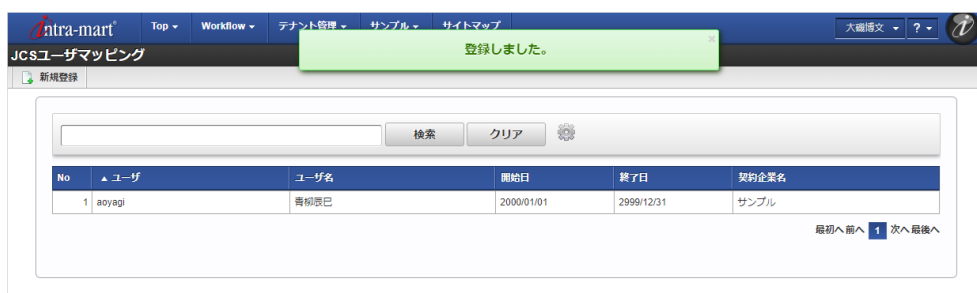 intra-mart Top Workflow テナント管理 サンプル サイトマップ 大磯博文 ?
登録しました。 ×
JCSユーザマッピング
新規登録
検索 クリア
No ▲ ユーザ ユーザ名 開始日 終了日 契約企業名
1 aoyagi 青柳辰巳 2000/01/01 2999/12/31 サンプル
最初へ 前へ 1 次へ 最後へ